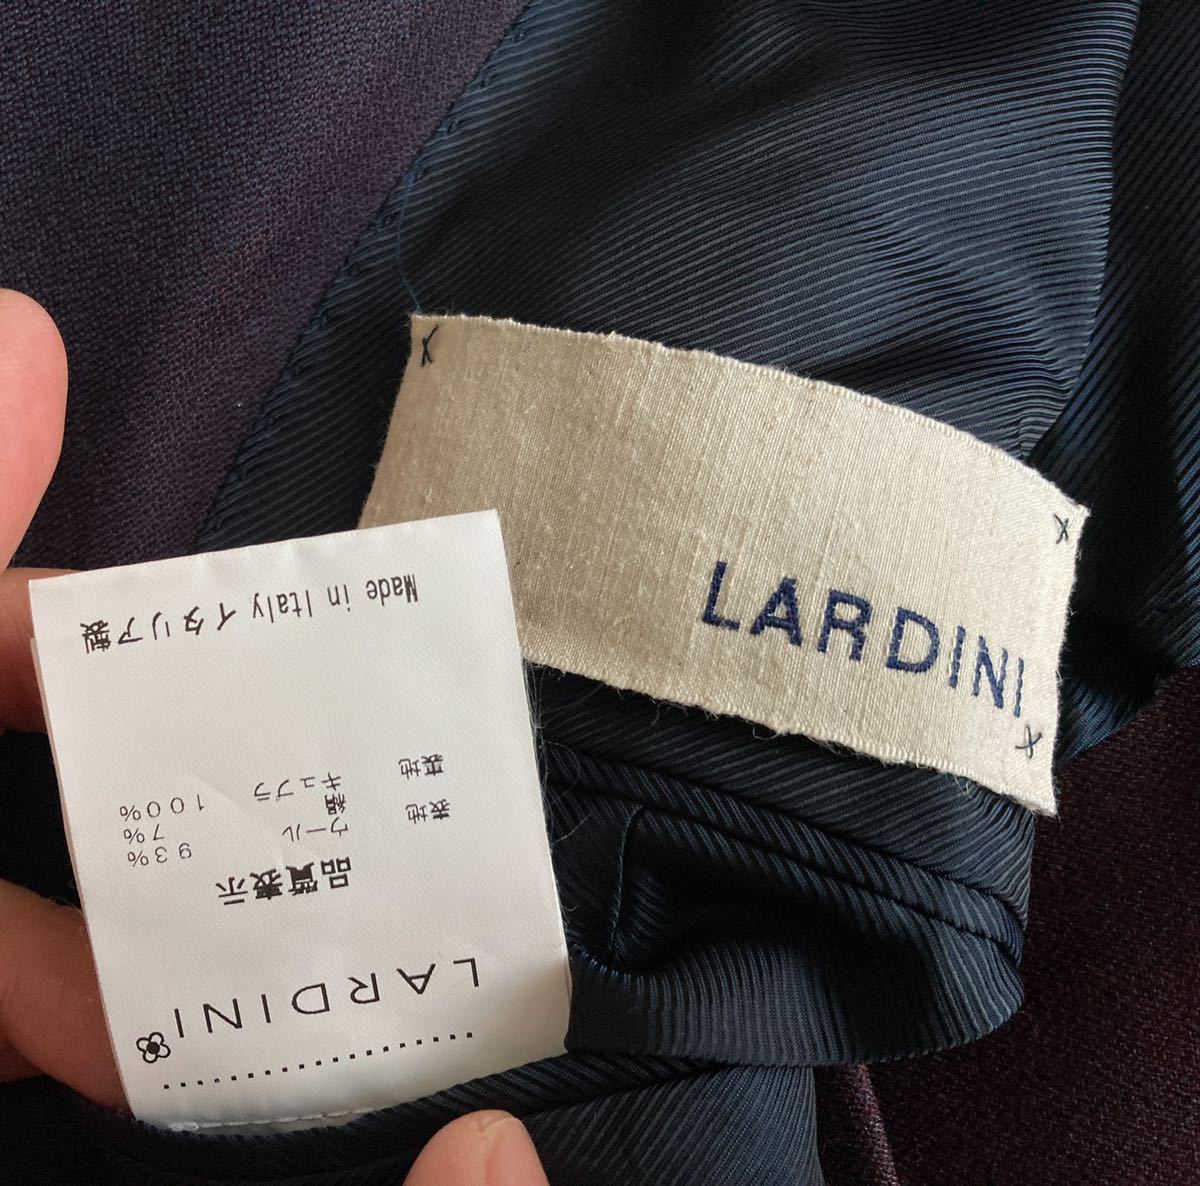 LARDINI
LARDINI
品質表示
表地 ウール 93%
綿 7%
裏地 キュプラ 100%
Made in Italy イタリア製